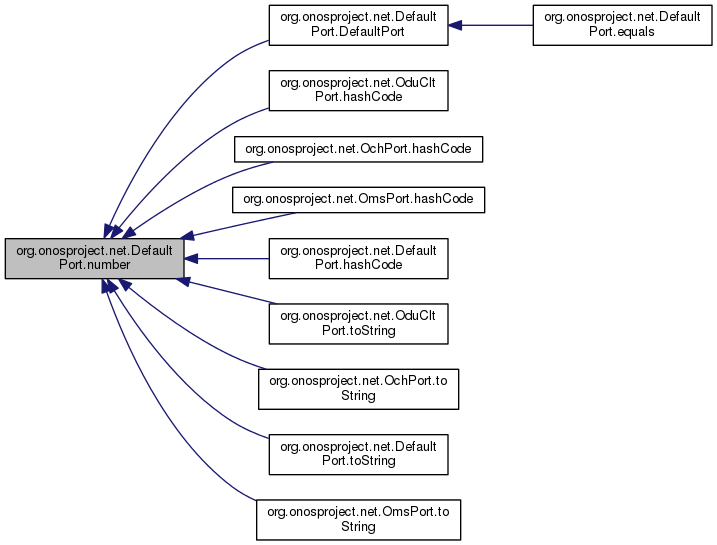 org.onosproject.net.Default
Port.DefaultPort
org.onosproject.net.Default
Port.equals
org.onosproject.net.OduClt
Port.hashCode
org.onosproject.net.OchPort.hashCode
org.onosproject.net.OmsPort.hashCode
org.onosproject.net.Default
Port.number
org.onosproject.net.Default
Port.hashCode
org.onosproject.net.OduClt
Port.toString
org.onosproject.net.OchPort.to
String
org.onosproject.net.Default
Port.toString
org.onosproject.net.OmsPort.to
String